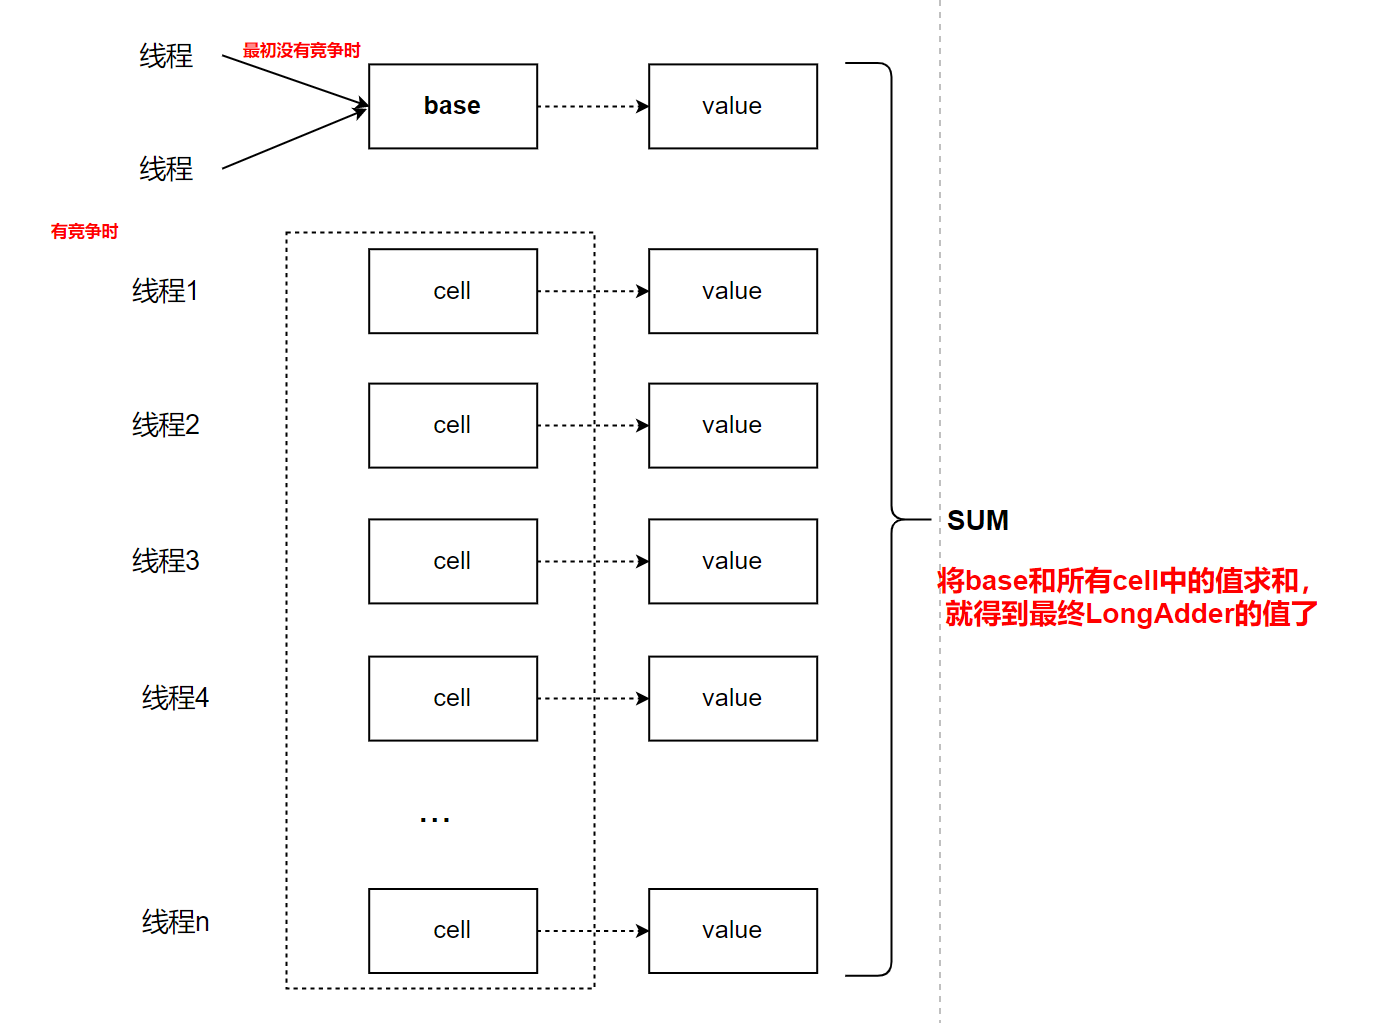 线程
最初没有竞争时
base
value
线程
有竞争时
线程1
cell
value
线程2
cell
value
SUM
线程3
cell
value
将base和所有cell中的值求和，
就得到最终LongAdder的值了
线程4
cell
value
...
线程n
cell
value